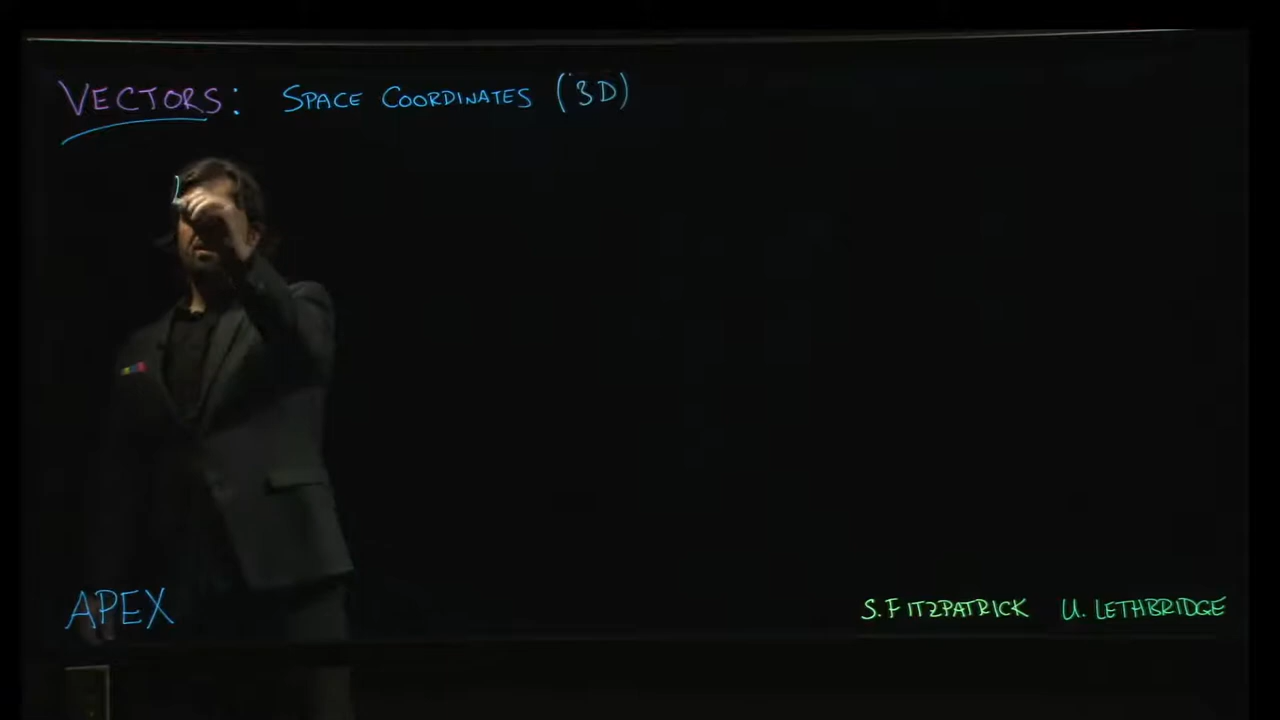 VECTORS: SPACE COORDINATES (3D)
APEX
S. FITZPATRICK U. LETHBRIDGE